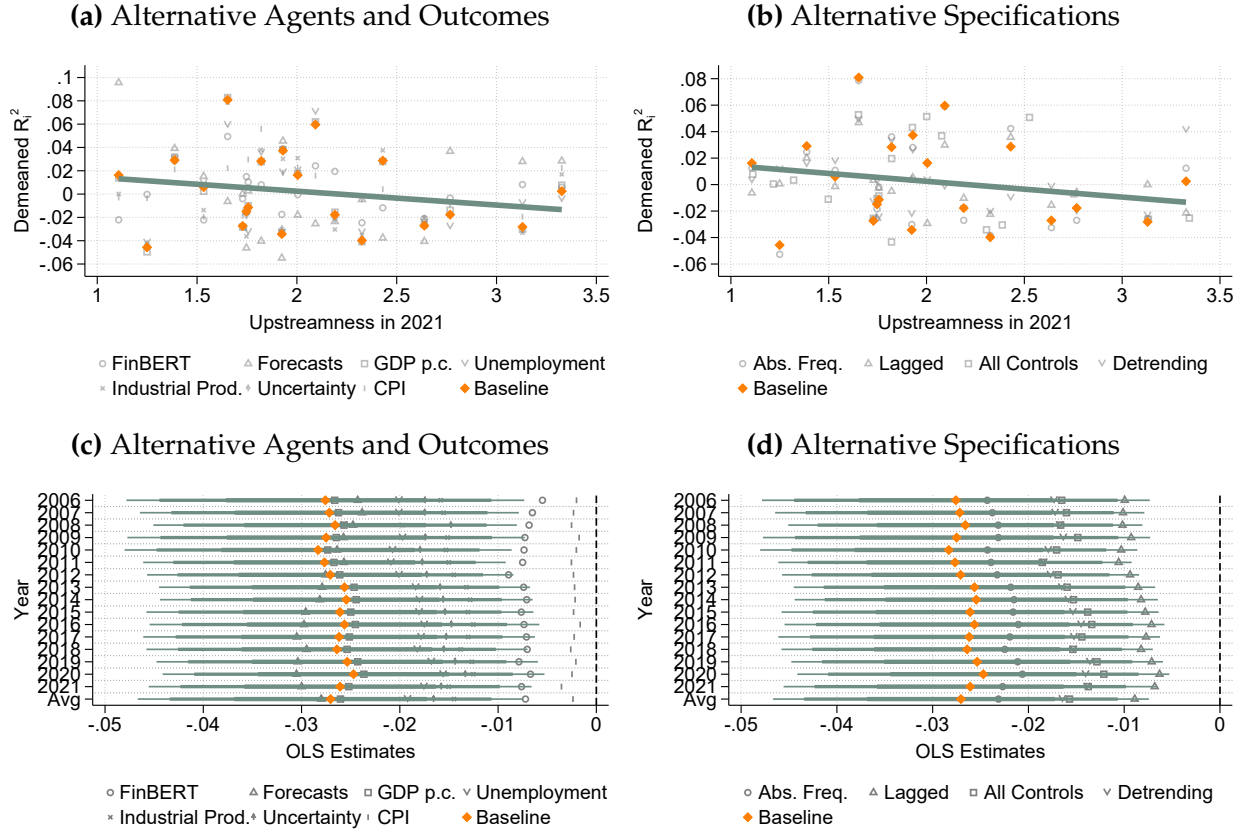 (a) Alternative Agents and Outcomes
Demeaned R²ᵢ
.1
.08
.06
.04
.02
0
-.02
-.04
-.06
1 1.5 2 2.5 3 3.5
Upstreamness in 2021
FinBERT Forecasts GDP p.c. Unemployment
Industrial Prod. Uncertainty CPI Baseline
(b) Alternative Specifications
Demeaned R²ᵢ
.08
.06
.04
.02
0
-.02
-.04
-.06
1 1.5 2 2.5 3 3.5
Upstreamness in 2021
Abs. Freq. Lagged All Controls Detrending
Baseline
(c) Alternative Agents and Outcomes
Year
2006
2007
2008
2009
2010
2011
2012
2013
2014
2015
2016
2017
2018
2019
2020
2021
Avg
-.05 -.04 -.03 -.02 -.01 0
OLS Estimates
FinBERT Forecasts GDP p.c. Unemployment
Industrial Prod. Uncertainty CPI Baseline
(d) Alternative Specifications
Year
2006
2007
2008
2009
2010
2011
2012
2013
2014
2015
2016
2017
2018
2019
2020
2021
Avg
-.05 -.04 -.03 -.02 -.01 0
OLS Estimates
Abs. Freq. Lagged All Controls Detrending
Baseline